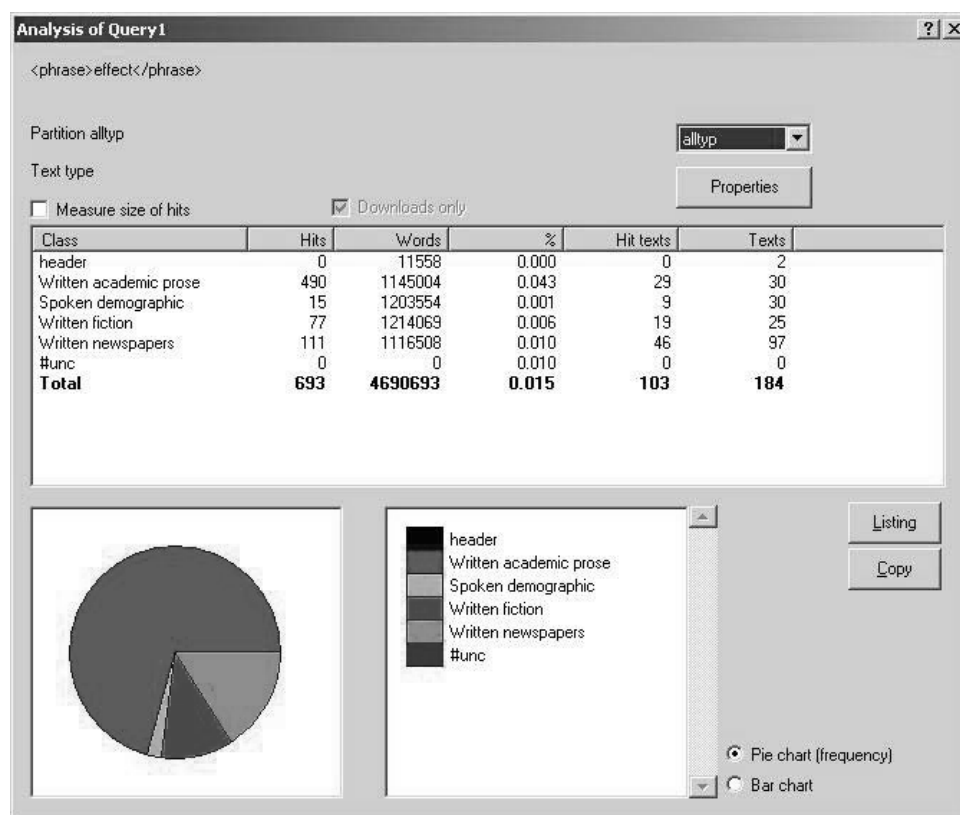 Analysis of Query1
<phrase>effect</phrase>
Partition alltyp
alltyp
Text type
Properties
Measure size of hits Downloads only
Class Hits Words % Hit texts Texts
header 0 11558 0.000 0 2
Written academic prose 490 1145004 0.043 29 30
Spoken demographic 15 1203554 0.001 9 30
Written fiction 77 1214069 0.006 19 25
Written newspapers 111 1116508 0.010 46 97
#unc 0 0 0.010 0 0
Total 693 4690693 0.015 103 184
header
Written academic prose
Spoken demographic
Written fiction
Written newspapers
#unc
Listing
Copy
Pie chart (frequency)
Bar chart